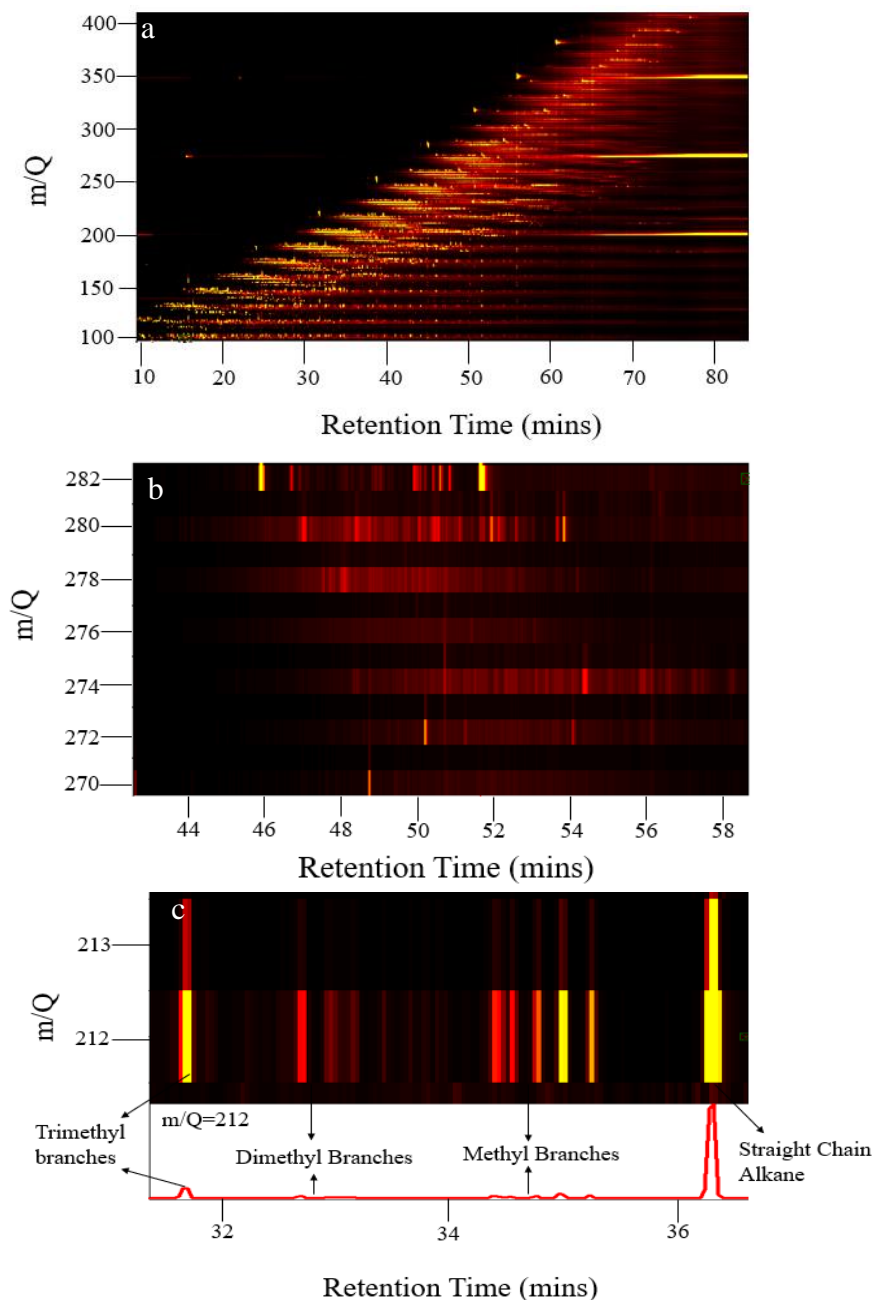 a
400
350
300
250
200
150
100
m/Q
10 20 30 40 50 60 70 80
Retention Time (mins)
b
282
280
278
276
274
272
270
m/Q
44 46 48 50 52 54 56 58
Retention Time (mins)
c
213
212
m/Q
m/Q=212
Trimethyl
branches
Dimethyl Branches
Methyl Branches
Straight Chain
Alkane
32 34 36
Retention Time (mins)